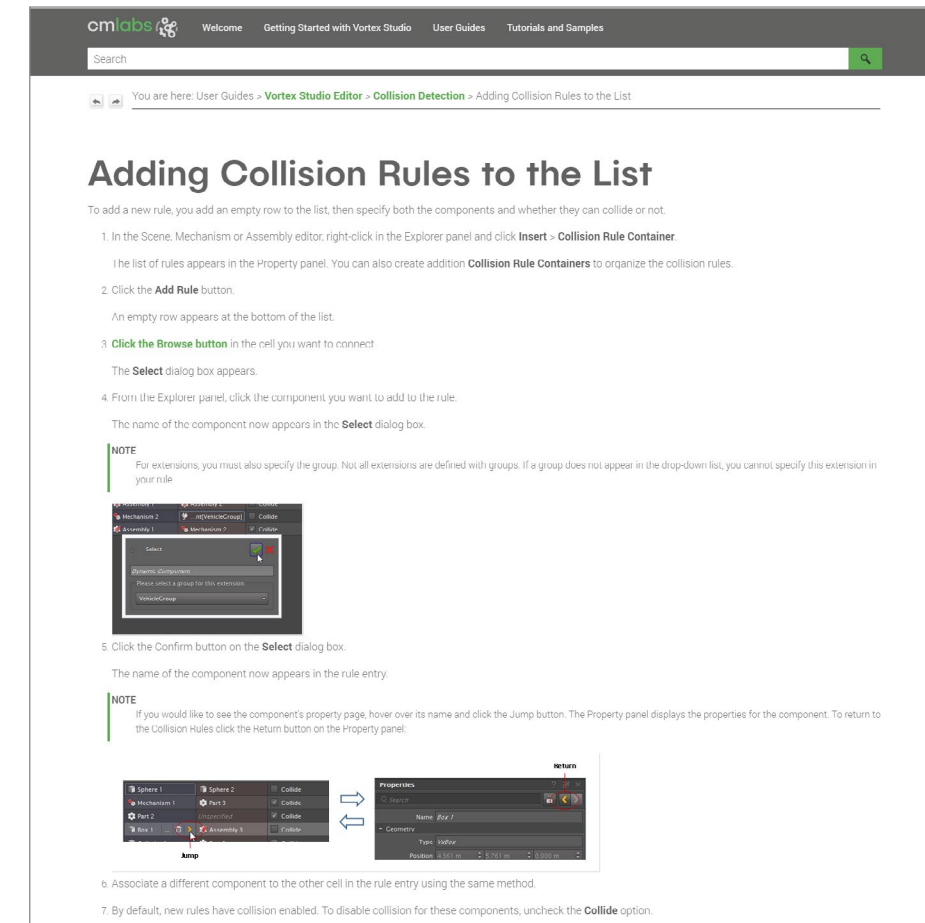 cmlabs
Welcome
Getting Started with Vortex Studio
User Guides
Tutorials and Samples
Search
You are here: User Guides > Vortex Studio Editor > Collision Detection > Adding Collision Rules to the List
Adding Collision Rules to the List
To add a new rule, you add an empty row to the list, then specify both the components and whether they can collide or not.
1. In the Scene, Mechanism or Assembly editor, right-click in the Explorer panel and click Insert > Collision Rule Container.
The list of rules appears in the Property panel. You can also create addition Collision Rule Containers to organize the collision rules.
2. Click the Add Rule button.
An empty row appears at the bottom of the list.
3. Click the Browse button in the cell you want to connect.
The Select dialog box appears.
4. From the Explorer panel, click the component you want to add to the rule.
The name of the component now appears in the Select dialog box.
NOTE
For extensions, you must also specify the group. Not all extensions are defined with groups. If a group does not appear in the drop-down list, you cannot specify this extension in
your rule.
Assembly 1 Assembly 2 Collide
Mechanism 2 ...nt[VehicleGroup] Collide
Assembly 1 Mechanism 2 Collide
Select
Dynamic Component
Please select a group for this extension
VehicleGroup
5. Click the Confirm button on the Select dialog box.
The name of the component now appears in the rule entry.
NOTE
If you would like to see the component's property page, hover over its name and click the Jump button. The Property panel displays the properties for the component. To return to
the Collision Rules click the Return button on the Property panel.
Return
Sphere 1 Sphere 2 Collide
Mechanism 1 Part 3 Collide
Part 2 Unspecified Collide
Box 1 ... Assembly 3 Collide
Jump
Properties
Search
Name Box 1
Geometry
Type VxBox
Position 4.561 m 5.761 m 0.000 m
6. Associate a different component to the other cell in the rule entry using the same method.
7. By default, new rules have collision enabled. To disable collision for these components, uncheck the Collide option.